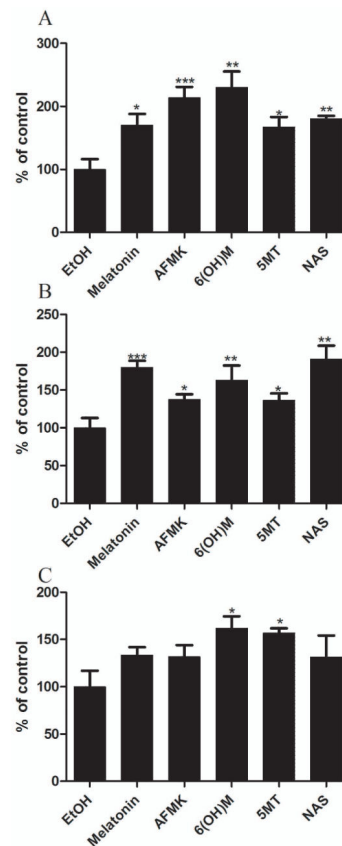 A
% of control
300
200
100
0
*
***
**
*
**
EtOH
Melatonin
AFMK
6(OH)M
5MT
NAS
B
% of control
250
200
150
100
50
0
***
*
**
*
**
EtOH
Melatonin
AFMK
6(OH)M
5MT
NAS
C
% of control
200
150
100
50
0
*
*
EtOH
Melatonin
AFMK
6(OH)M
5MT
NAS